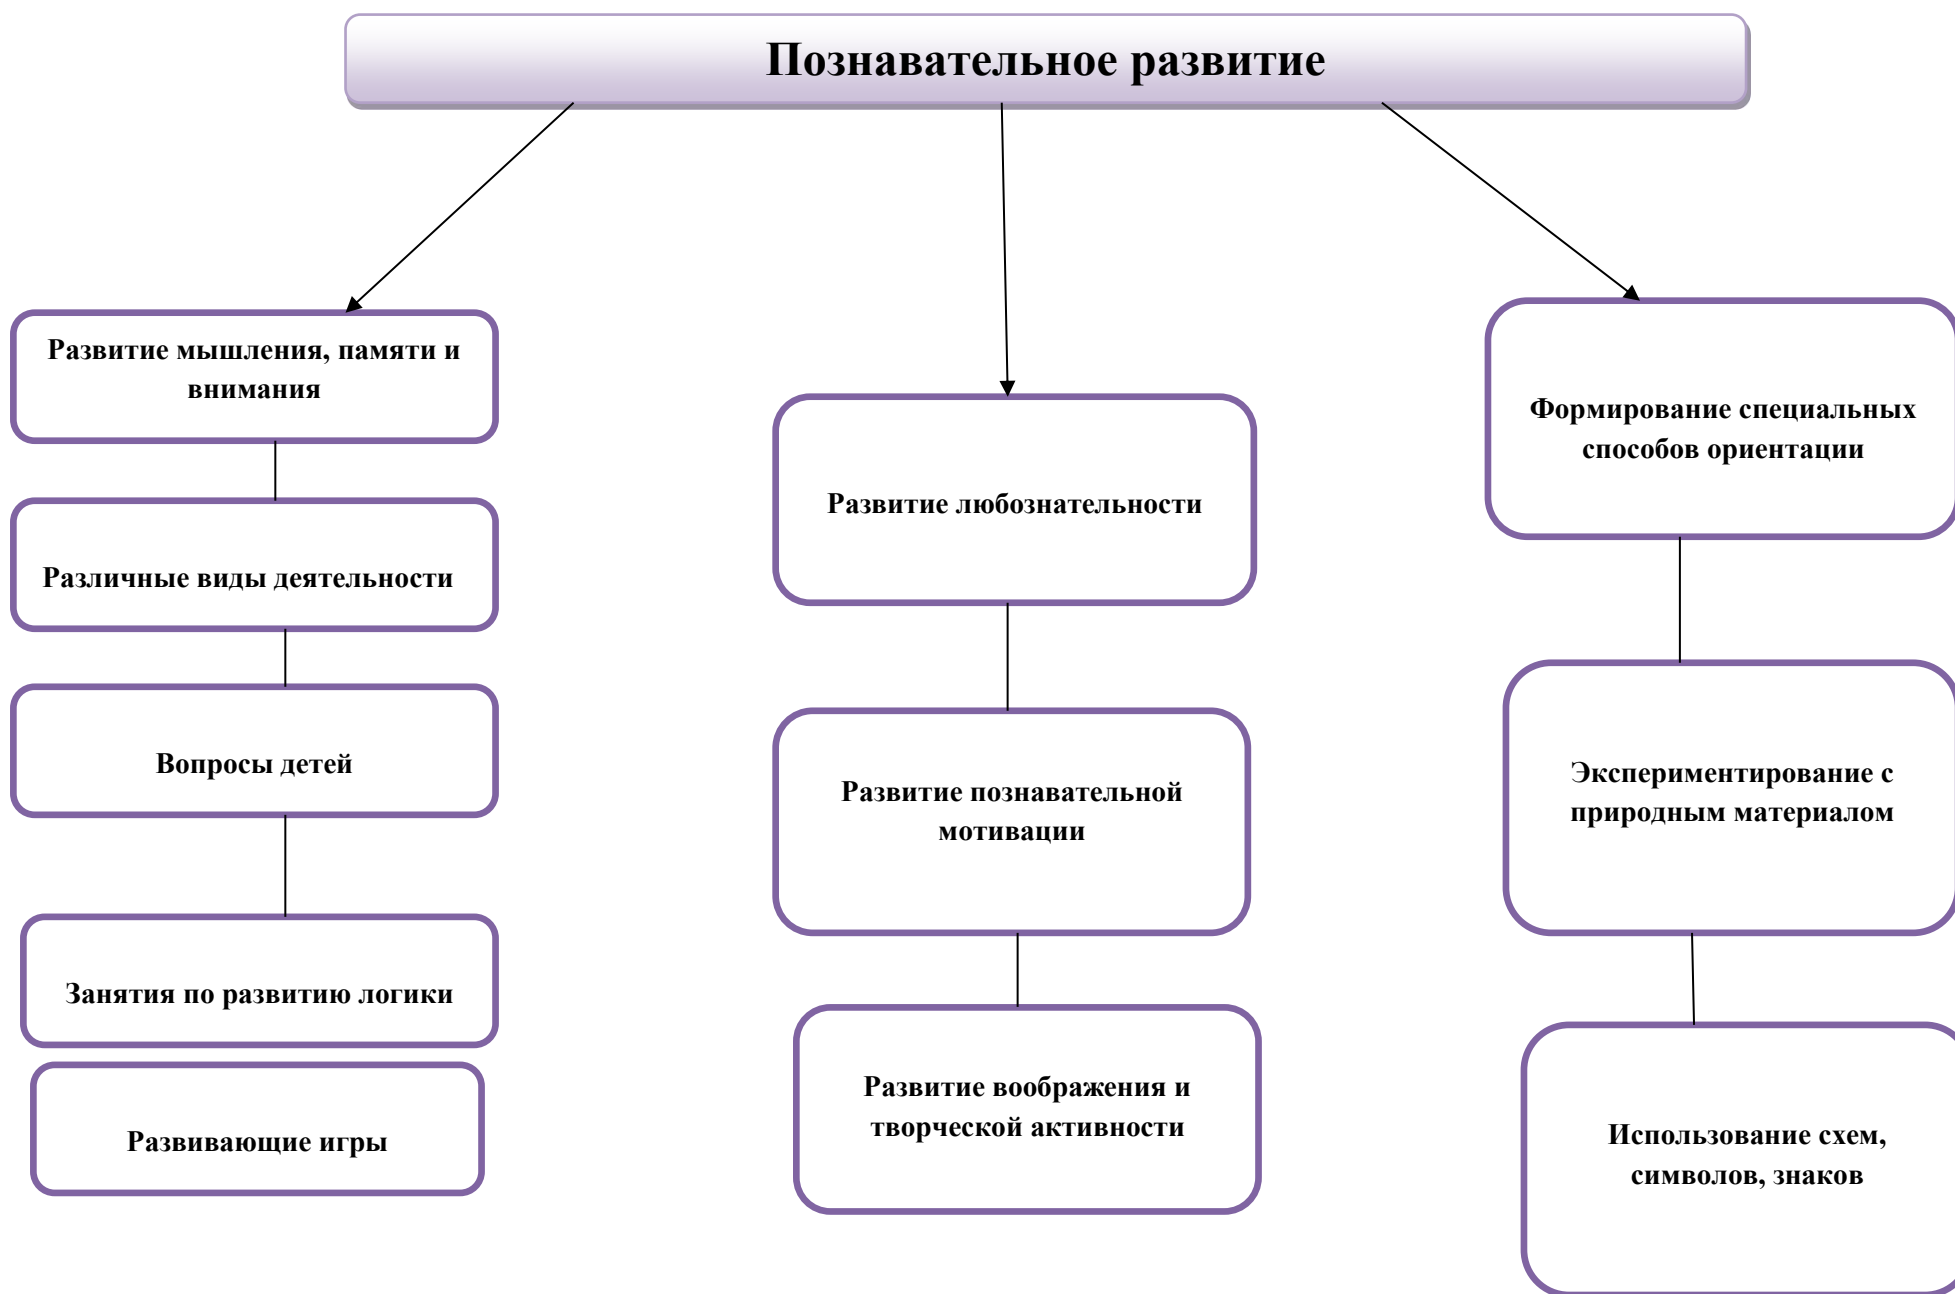 Познавательное развитие
Развитие мышления, памяти и
внимания
Различные виды деятельности
Вопросы детей
Занятия по развитию логики
Развивающие игры
Развитие любознательности
Развитие познавательной
мотивации
Развитие воображения и
творческой активности
Формирование специальных
способов ориентации
Экспериментирование с
природным материалом
Использование схем,
символов, знаков